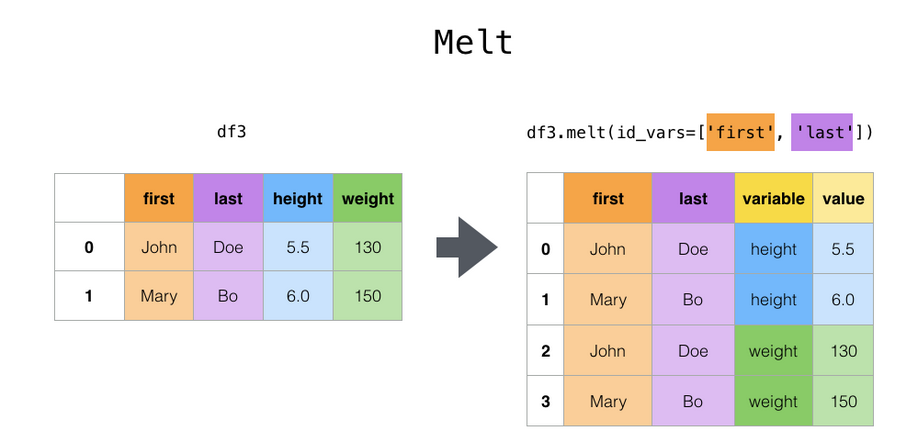 Melt
df3
first last height weight
0 John Doe 5.5 130
1 Mary Bo 6.0 150
df3.melt(id_vars=['first', 'last'])
first last variable value
0 John Doe height 5.5
1 Mary Bo height 6.0
2 John Doe weight 130
3 Mary Bo weight 150